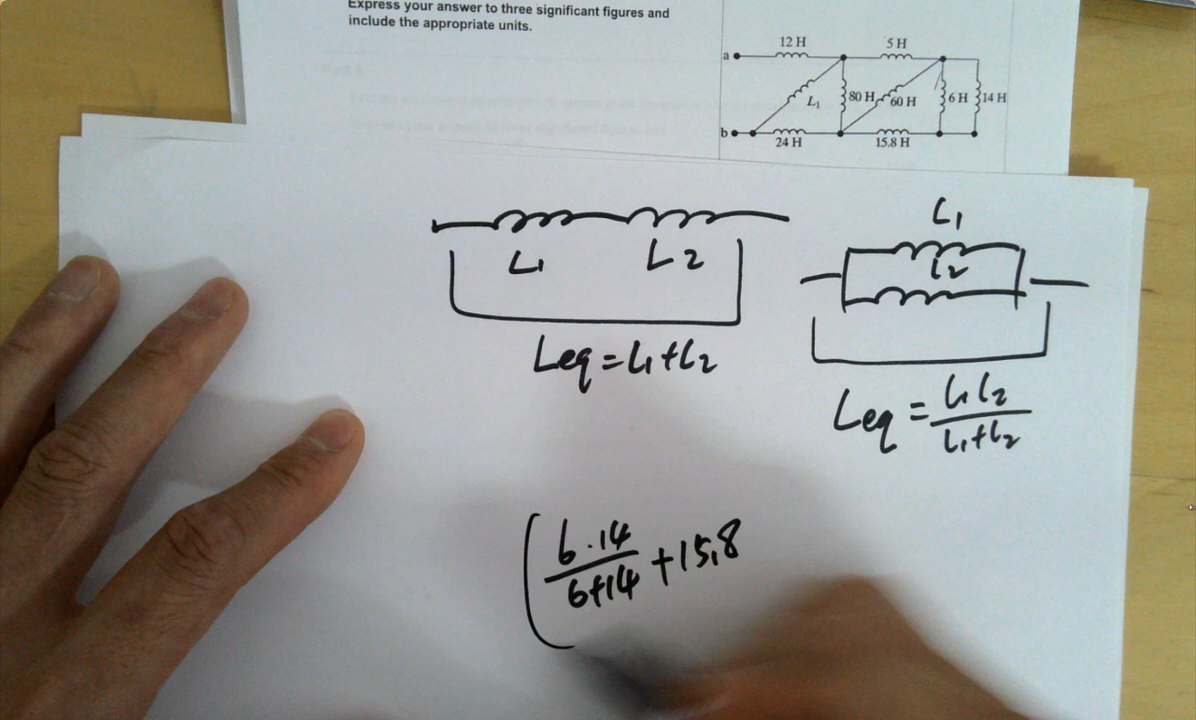 Express your answer to three significant figures and
include the appropriate units.
12 H
5 H
a
L₁
80 H
60 H
6 H
14 H
b
24 H
15.8 H
L₁ L₂
Leq = L₁+L₂
L₁
L₂
Leq = L₁L₂/L₁+L₂
(6·14/6+14 + 15,8